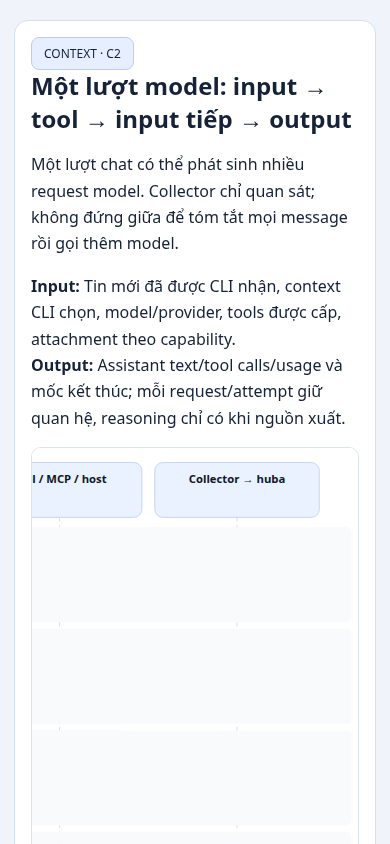 CONTEXT · C2
Một lượt model: input →
tool → input tiếp → output
Một lượt chat có thể phát sinh nhiều
request model. Collector chỉ quan sát;
không đứng giữa để tóm tắt mọi message
rồi gọi thêm model.
Input: Tin mới đã được CLI nhận, context
CLI chọn, model/provider, tools được cấp,
attachment theo capability.
Output: Assistant text/tool calls/usage và
mốc kết thúc; mỗi request/attempt giữ
quan hệ, reasoning chỉ có khi nguồn xuất.
/ MCP / host
Collector → huba